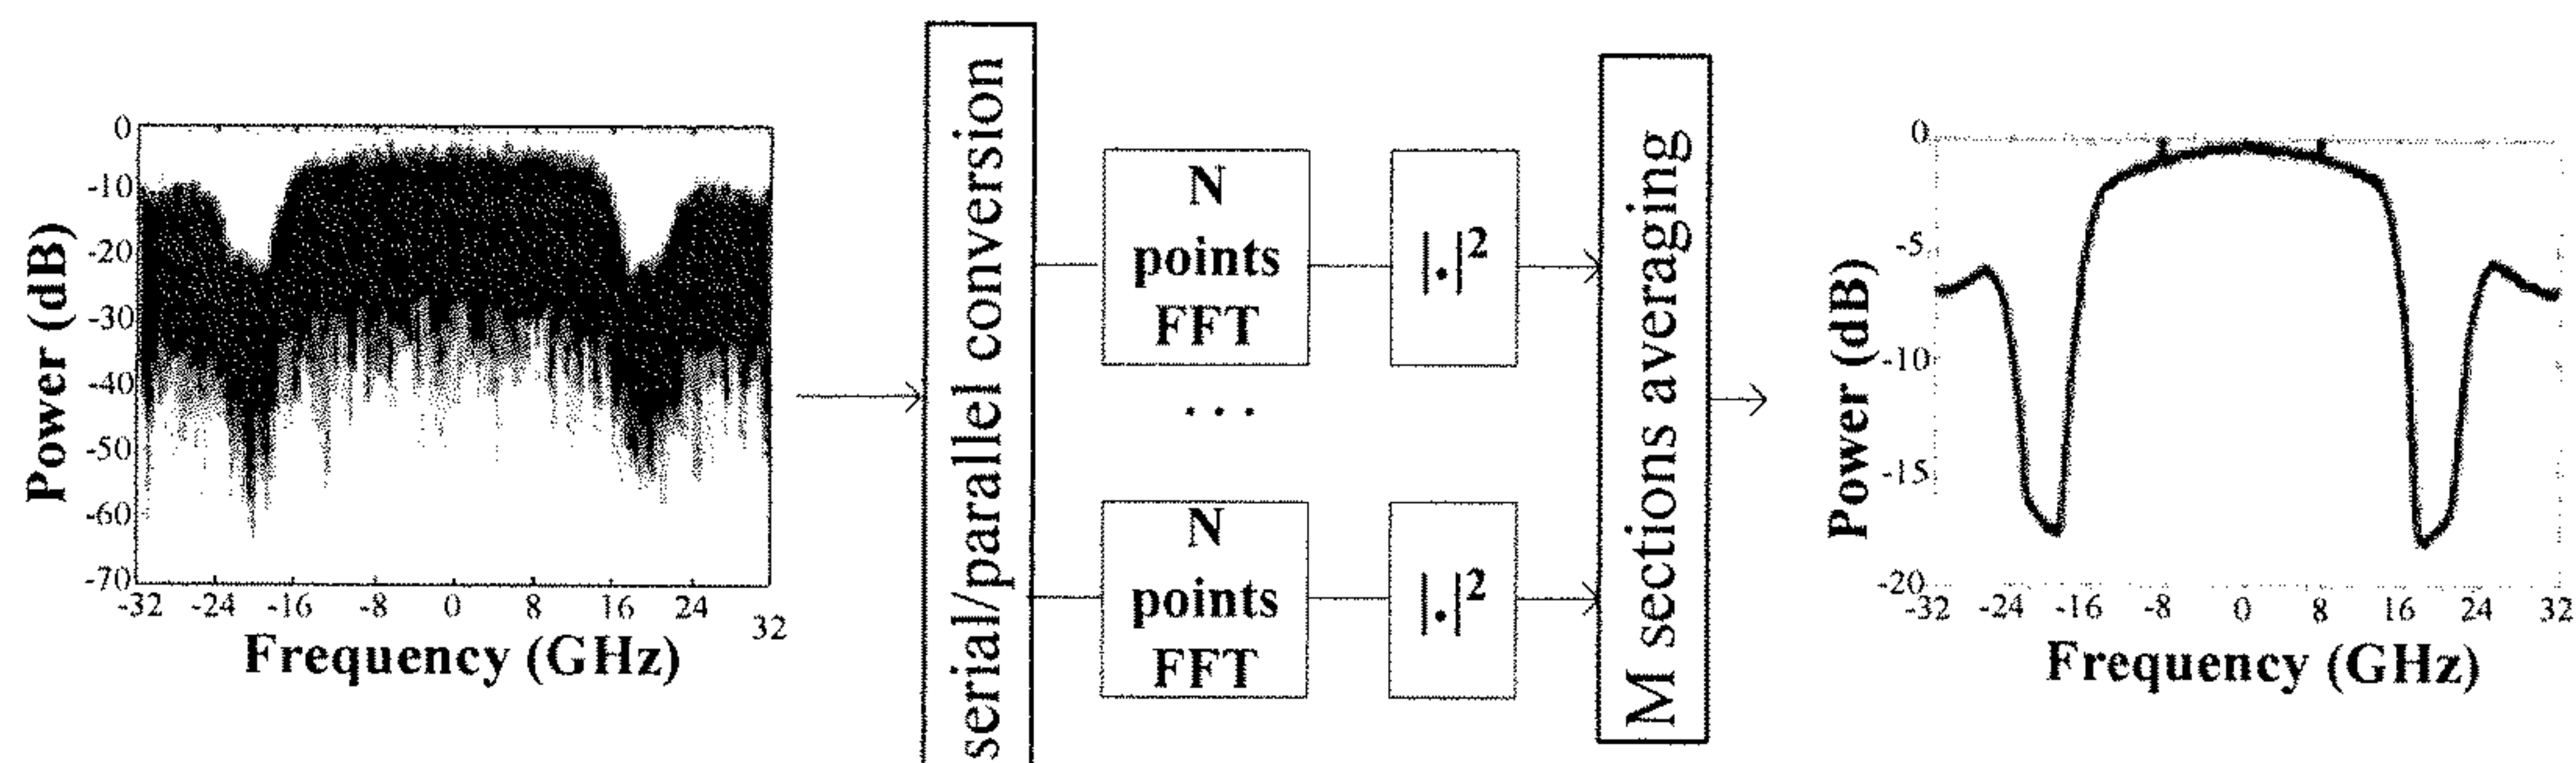 0
-10
-20
-30
-40
-50
-60
-70
Power (dB)
-32 -24 -16 -8 0 8 16 24 32
Frequency (GHz)
serial/parallel conversion
N
points
FFT
|.|²
...
N
points
FFT
|.|²
M sections averaging
0
-5
-10
-15
-20
Power (dB)
-32 -24 -16 -8 0 8 16 24 32
Frequency (GHz)